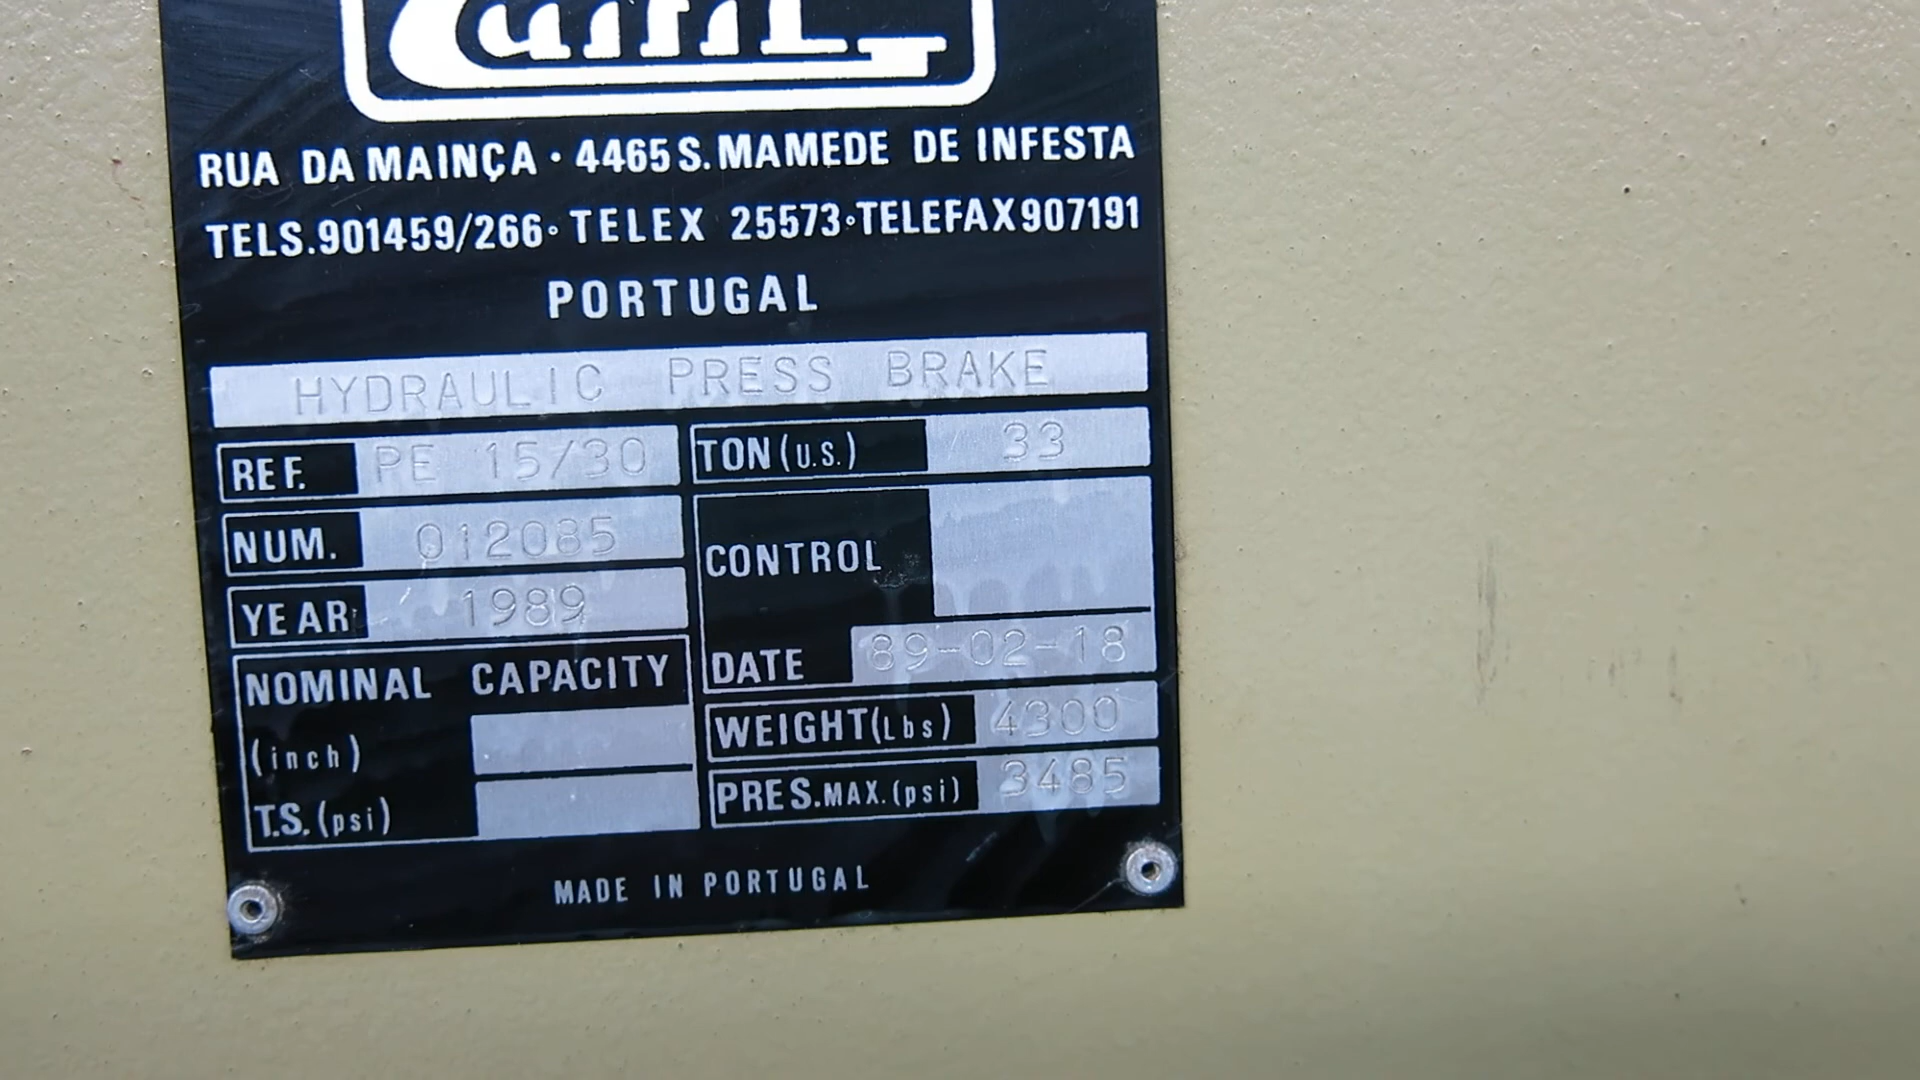 RUA DA MAINÇA • 4465 S. MAMEDE DE INFESTA
TELS.901459/266 • TELEX 25573 • TELEFAX 907191
PORTUGAL
HYDRAULIC PRESS BRAKE
REF. PE 15/30
TON (U.S.) 33
NUM. 012085
CONTROL
YEAR 1989
DATE 89-02-18
NOMINAL CAPACITY
(inch)
T.S. (psi)
WEIGHT (Lbs) 4300
PRES.MAX. (psi) 3485
MADE IN PORTUGAL